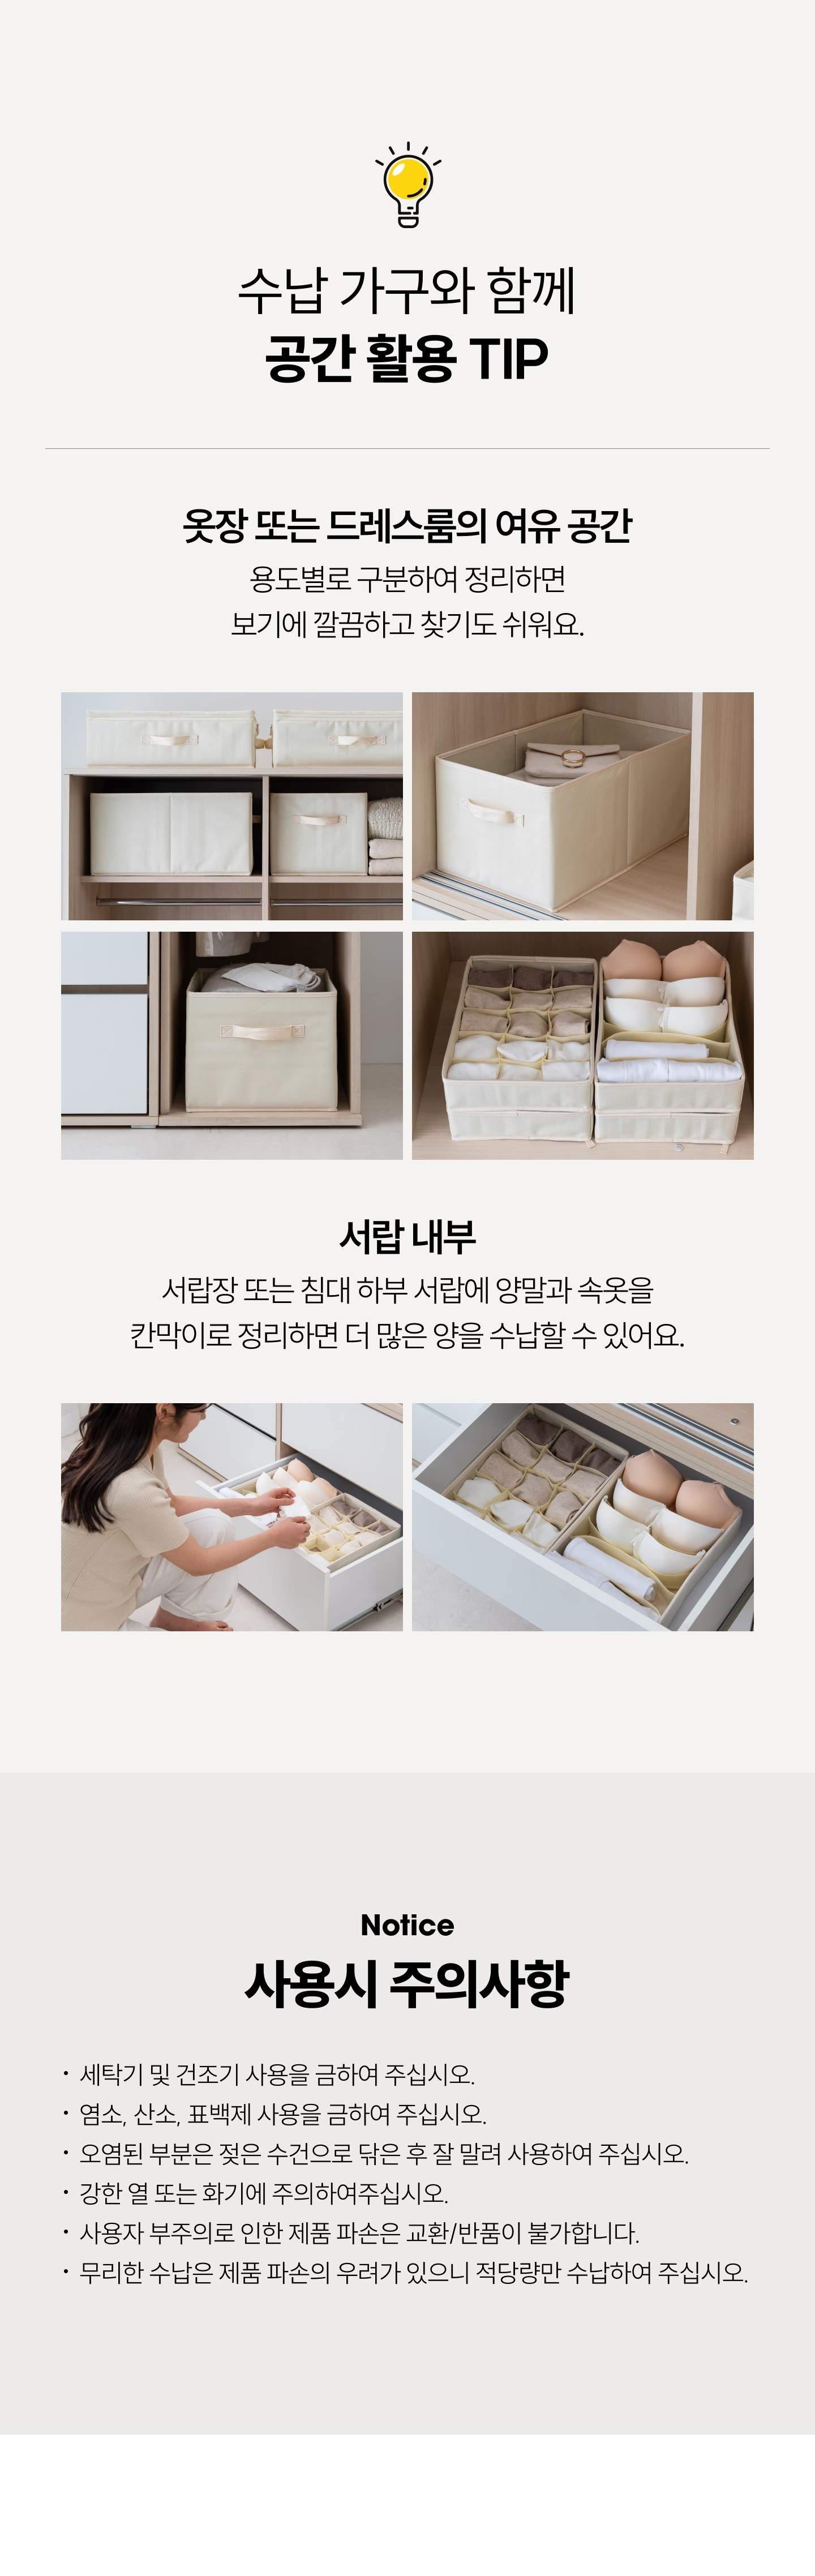 수납 가구와 함께
공간 활용 TIP
옷장 또는 드레스룸의 여유 공간
용도별로 구분하여 정리하면
보기에 깔끔하고 찾기도 쉬워요.
서랍 내부
서랍장 또는 침대 하부 서랍에 양말과 속옷을
칸막이로 정리하면 더 많은 양을 수납할 수 있어요.
Notice
사용시 주의사항
• 세탁기 및 건조기 사용을 금하여 주십시오.
• 염소, 산소, 표백제 사용을 금하여 주십시오.
• 오염된 부분은 젖은 수건으로 닦은 후 잘 말려 사용하여 주십시오.
• 강한 열 또는 화기에 주의하여주십시오.
• 사용자 부주의로 인한 제품 파손은 교환/반품이 불가합니다.
• 무리한 수납은 제품 파손의 우려가 있으니 적당량만 수납하여 주십시오.